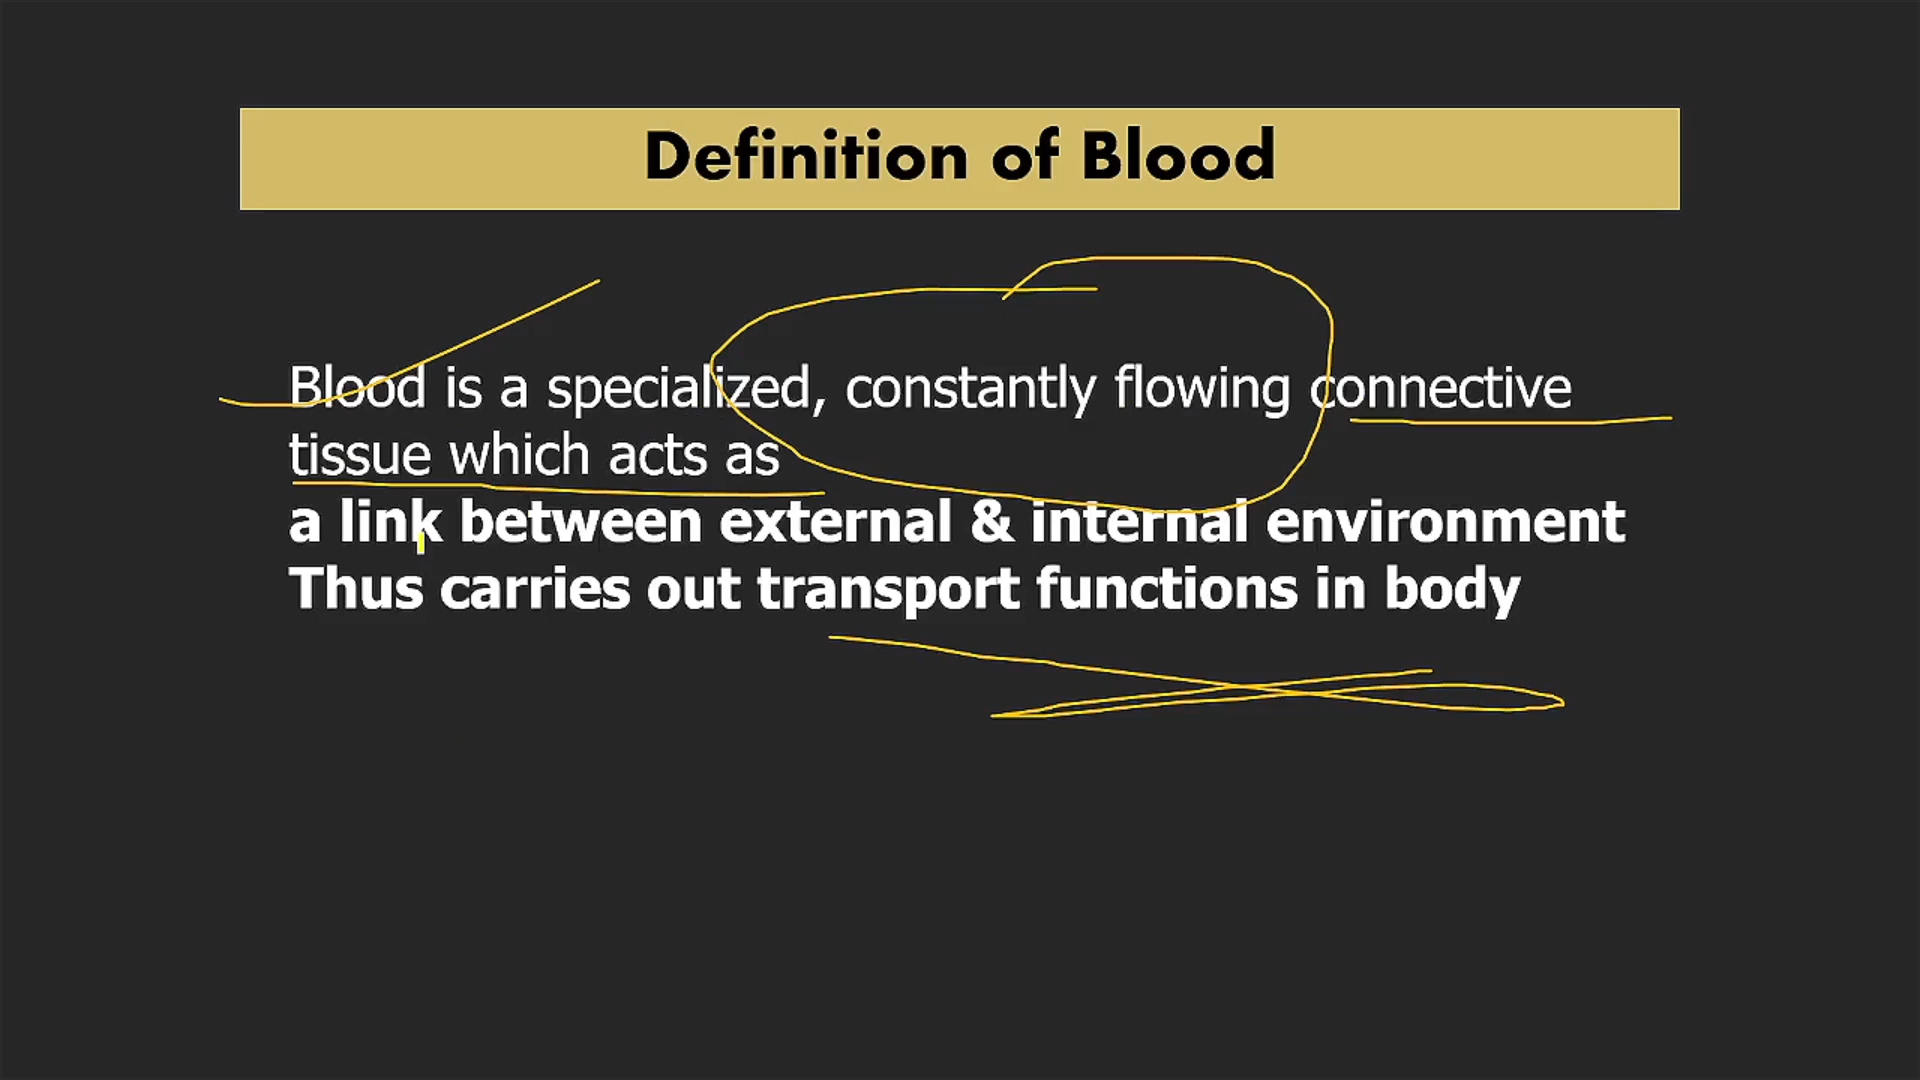 Definition of Blood
Blood is a specialized, constantly flowing connective
tissue which acts as
a link between external & internal environment
Thus carries out transport functions in body